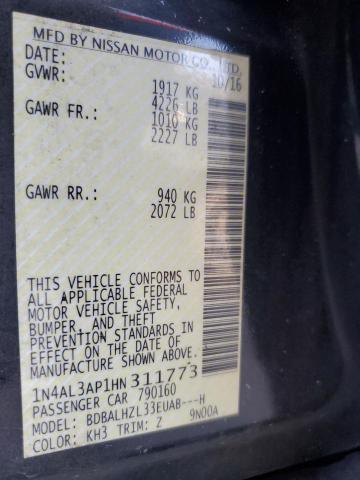 MFD BY NISSAN MOTOR CO., LTD.
DATE: 10/16
GVWR: 1917 KG
4226 LB
GAWR FR.: 1010 KG
2227 LB
GAWR RR.: 940 KG
2072 LB
THIS VEHICLE CONFORMS TO
ALL APPLICABLE FEDERAL
MOTOR VEHICLE SAFETY,
BUMPER, AND THEFT
PREVENTION STANDARDS IN
EFFECT ON THE DATE OF
MANUFACTURE SHOWN ABOVE.
1N4AL3AP1HN311773
PASSENGER CAR 790160
MODEL: BDBALHZL33EUAB---H
COLOR: KH3 TRIM: Z 9N00A